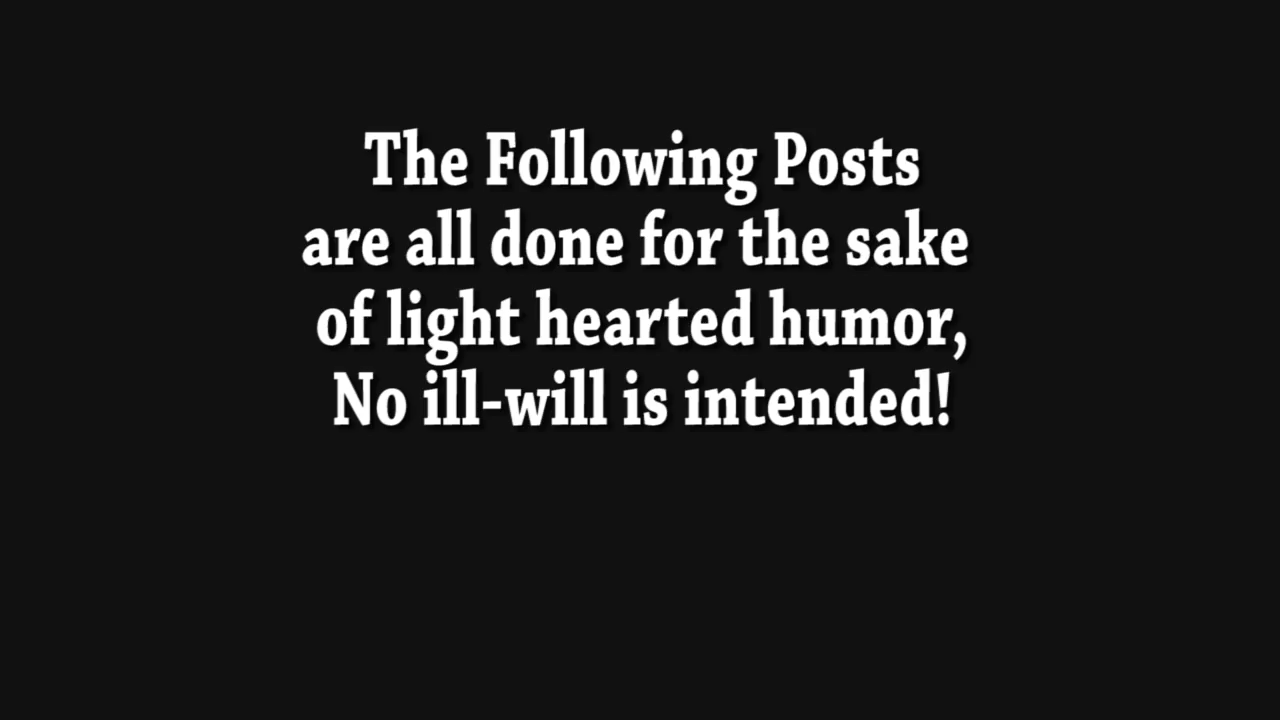 The Following Posts
are all done for the sake
of light hearted humor,
No ill-will is intended!